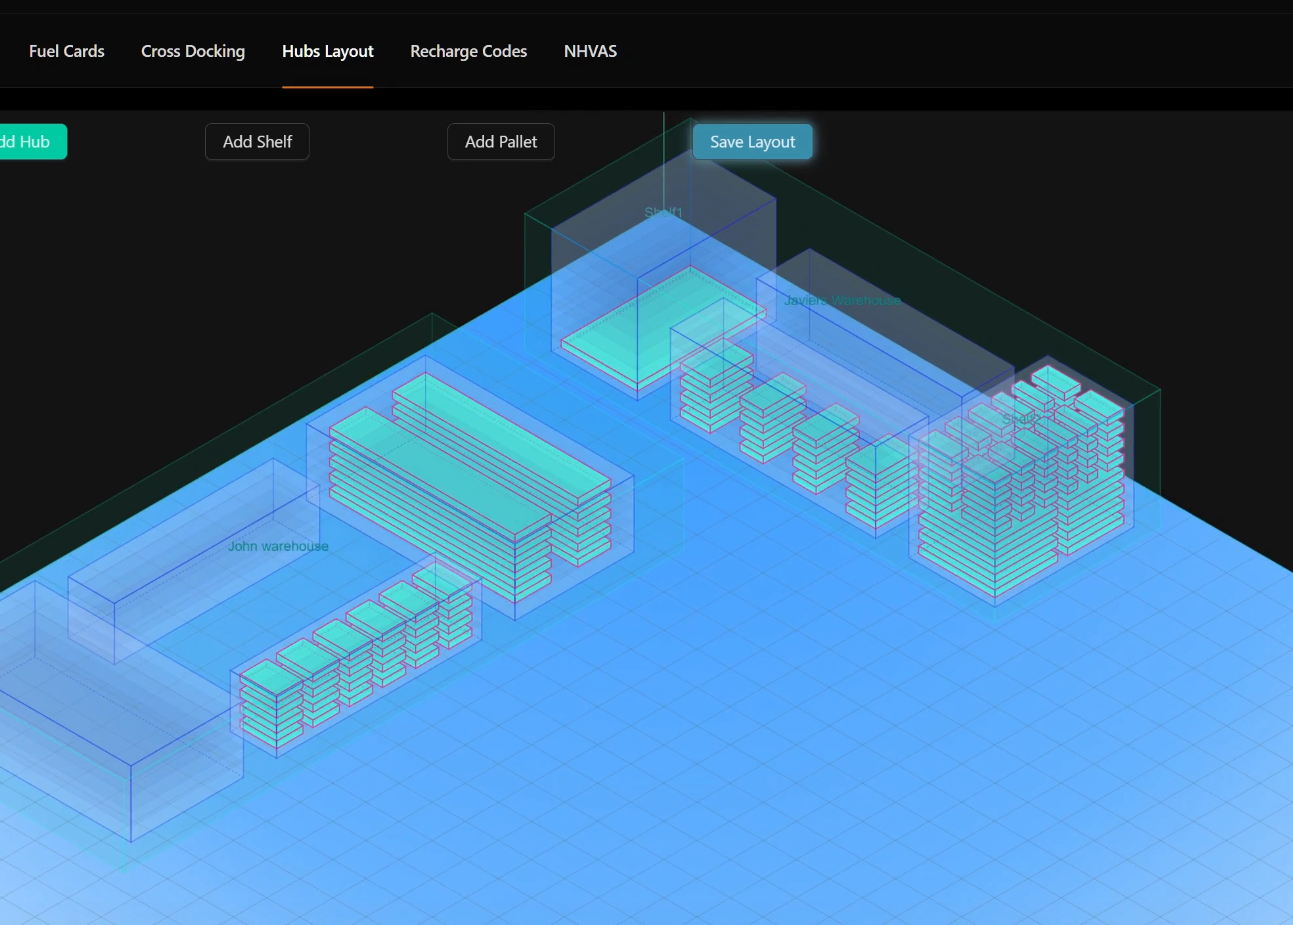 Fuel Cards
Cross Docking
Hubs Layout
Recharge Codes
NHVAS
dd Hub
Add Shelf
Add Pallet
Save Layout
Shelf1
Javiers Warehouse
John warehouse